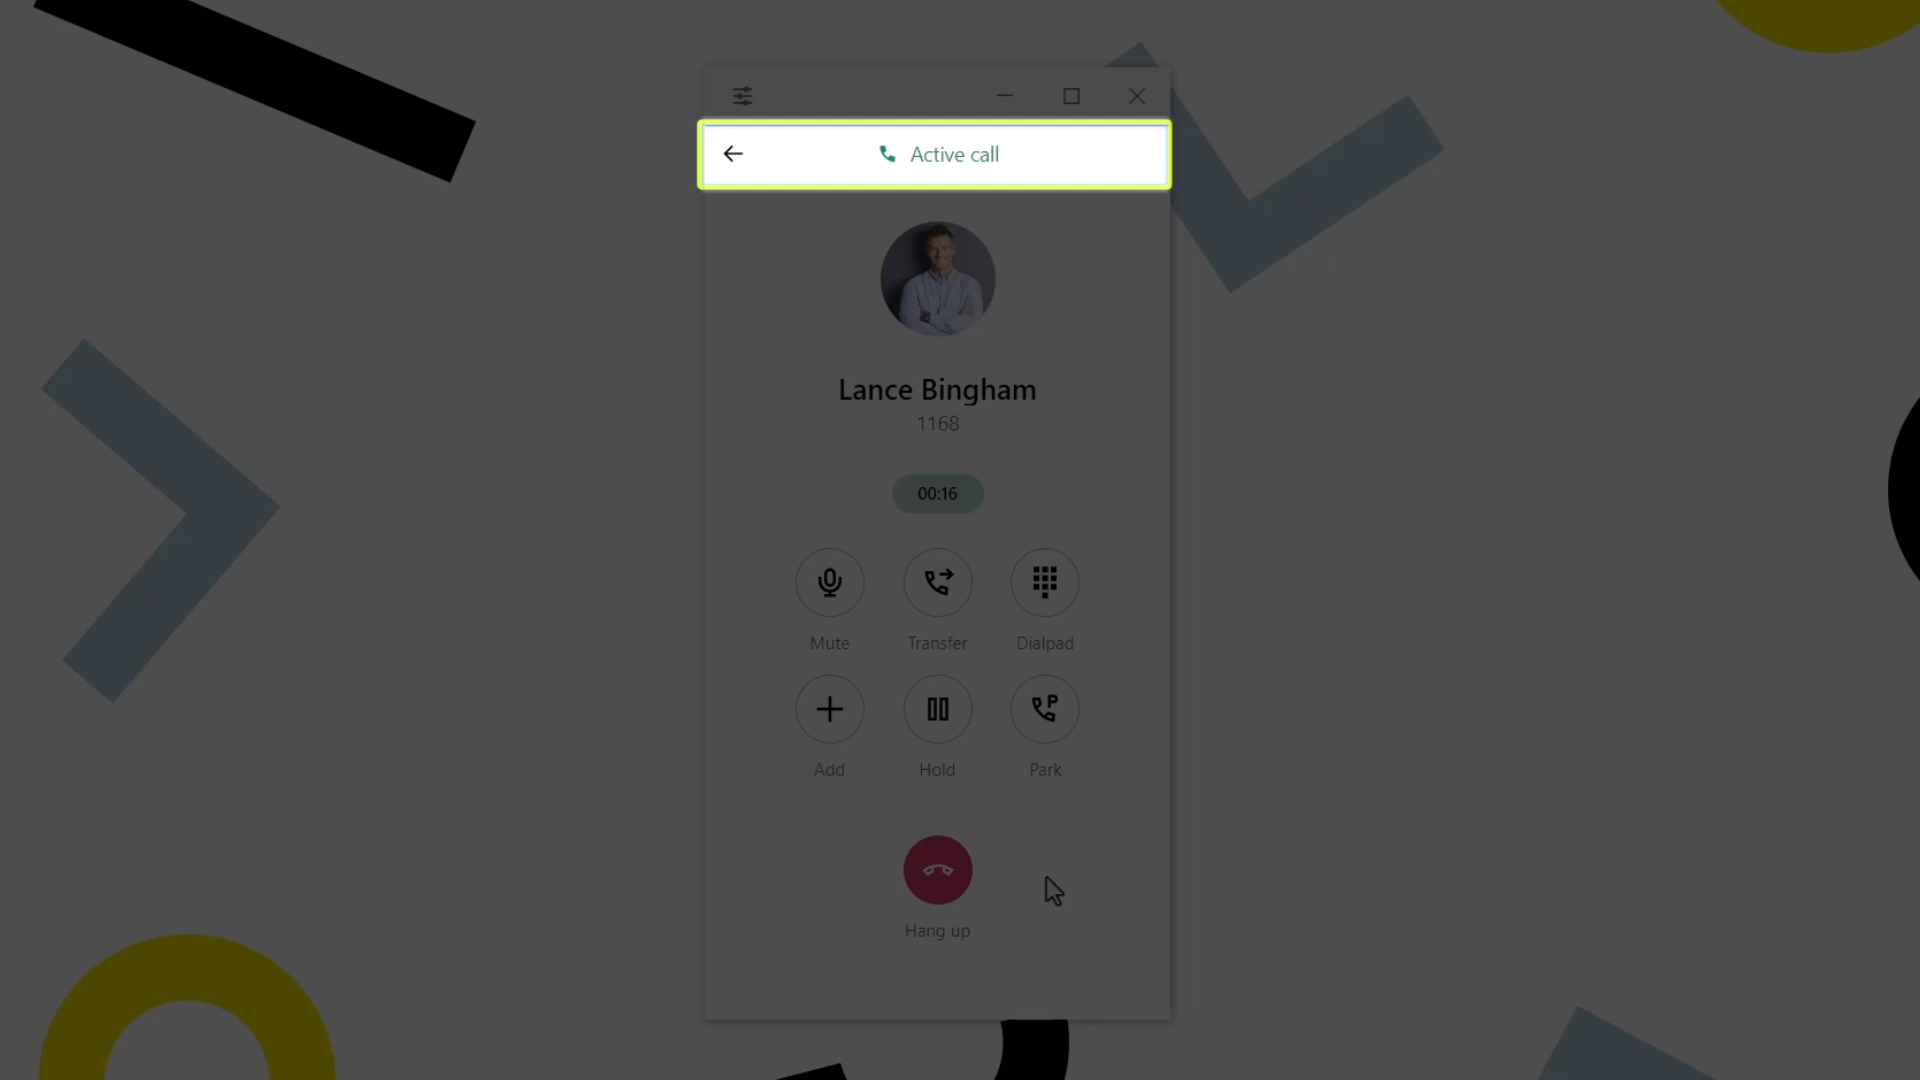 Active call
Lance Bingham
1168
00:16
Mute Transfer Dialpad
Add Hold Park
Hang up